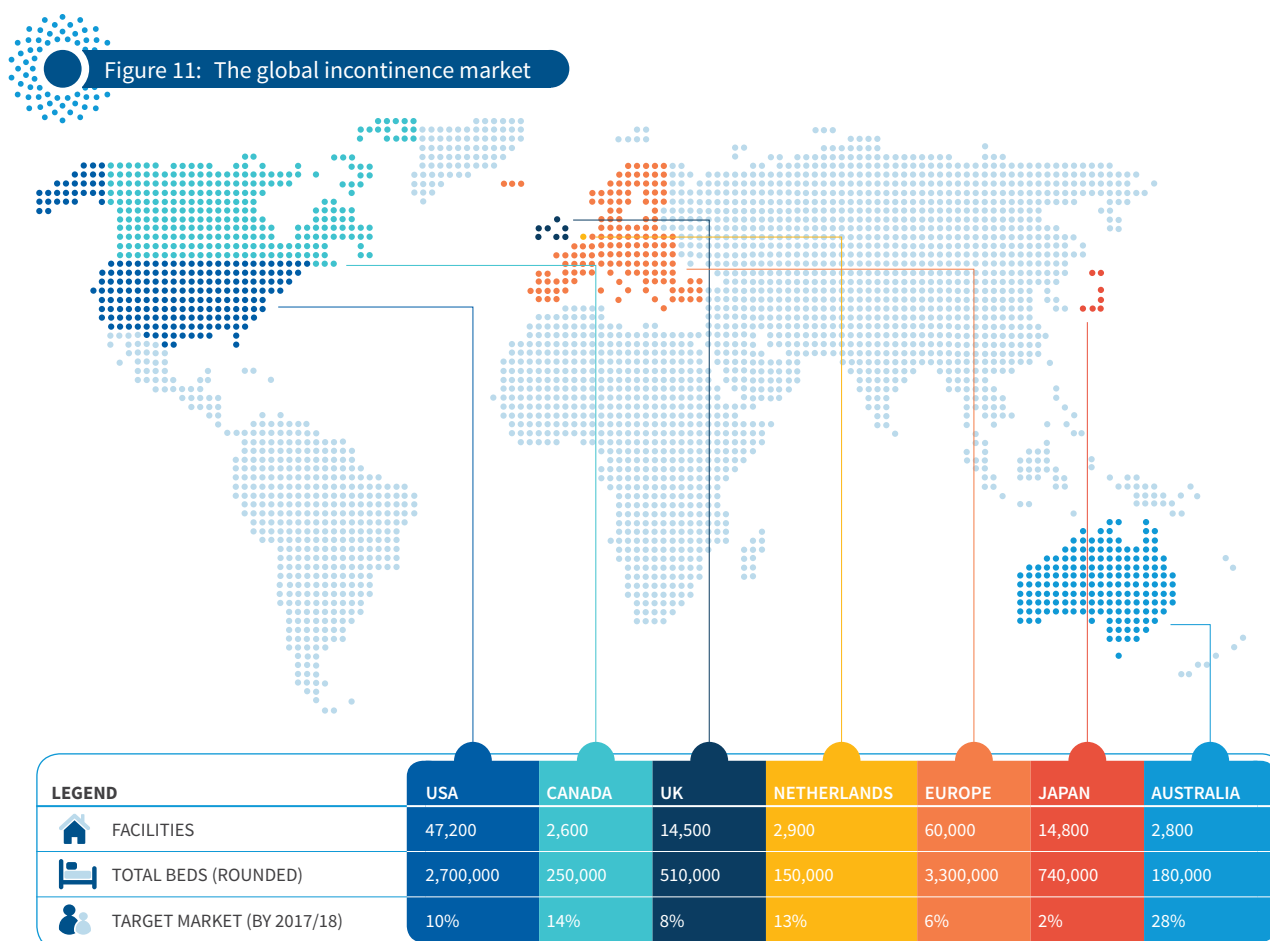 Figure 11: The global incontinence market
LEGEND USA CANADA UK NETHERLANDS EUROPE JAPAN AUSTRALIA
FACILITIES 47,200 2,600 14,500 2,900 60,000 14,800 2,800
TOTAL BEDS (ROUNDED) 2,700,000 250,000 510,000 150,000 3,300,000 740,000 180,000
TARGET MARKET (BY 2017/18) 10% 14% 8% 13% 6% 2% 28%